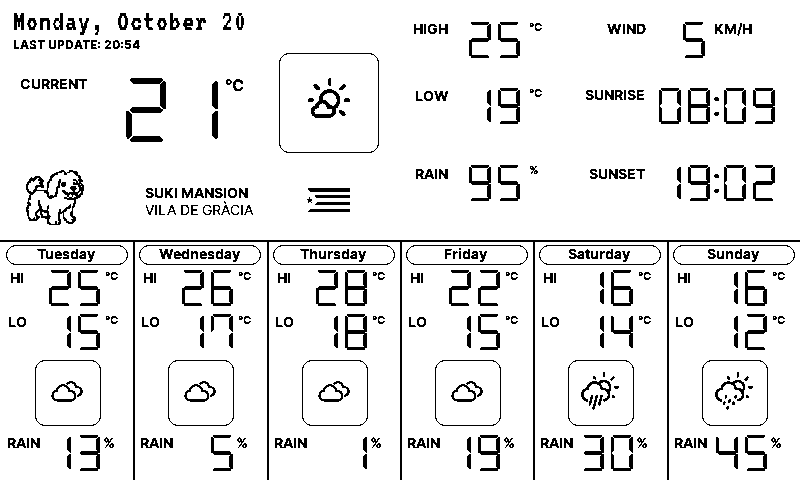 Monday, October 20
LAST UPDATE: 20:54
CURRENT 21 °C
HIGH 25 °C
LOW 19 °C
RAIN 95 %
WIND 5 KM/H
SUNRISE 08:09
SUNSET 19:02
SUKI MANSION
VILA DE GRÀCIA
Tuesday
HI 25 °C
LO 15 °C
RAIN 13 %
Wednesday
HI 26 °C
LO 17 °C
RAIN 5 %
Thursday
HI 28 °C
LO 18 °C
RAIN 1 %
Friday
HI 22 °C
LO 15 °C
RAIN 19 %
Saturday
HI 16 °C
LO 14 °C
RAIN 30 %
Sunday
HI 16 °C
LO 12 °C
RAIN 45 %